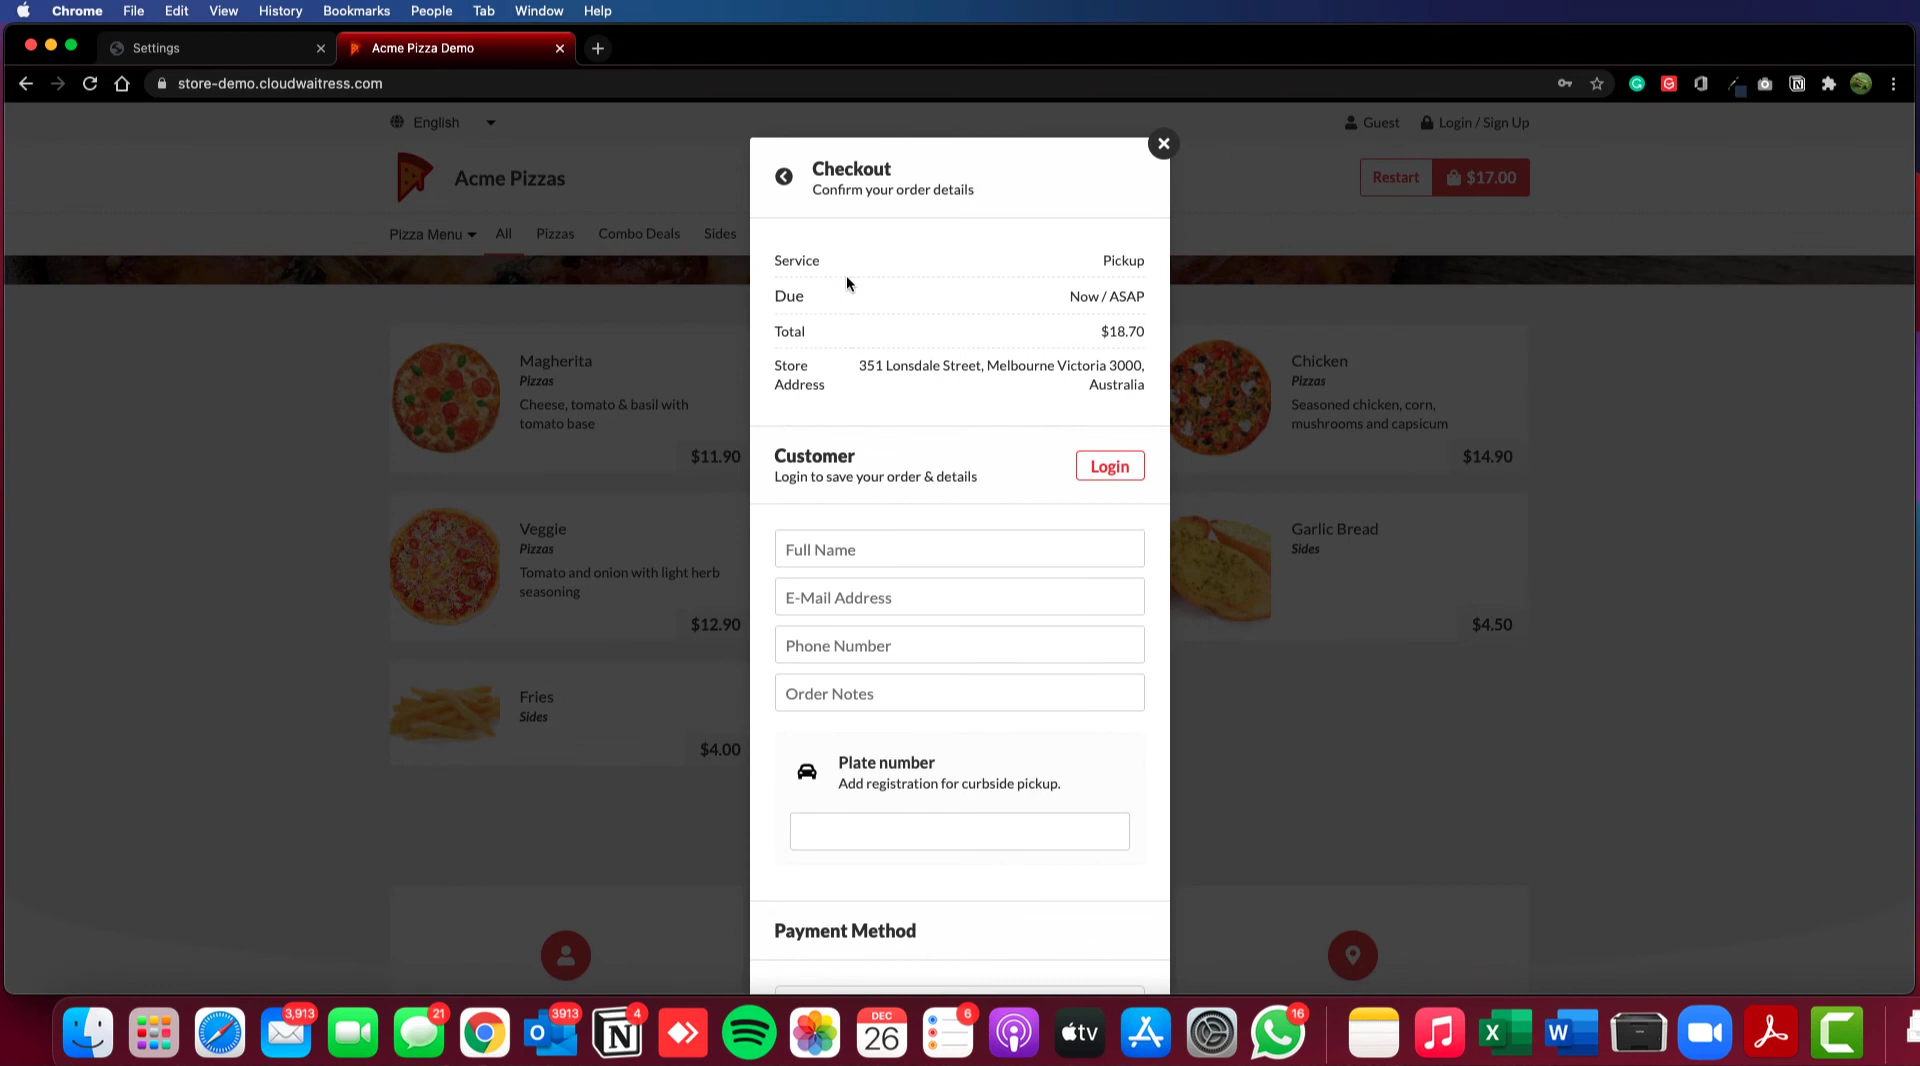 Chrome File Edit View History Bookmarks People Tab Window Help
Settings
Acme Pizza Demo
store-demo.cloudwaitress.com
English
Guest
Login / Sign Up
Acme Pizzas
Restart
$17.00
Pizza Menu
All
Pizzas
Combo Deals
Sides
Checkout
Confirm your order details
Service
Pickup
Due
Now / ASAP
Total
$18.70
Store
Address
351 Lonsdale Street, Melbourne Victoria 3000,
Australia
Customer
Login to save your order & details
Login
Full Name
E-Mail Address
Phone Number
Order Notes
Plate number
Add registration for curbside pickup.
Payment Method
Magherita
Pizzas
Cheese, tomato & basil with
tomato base
$11.90
Chicken
Pizzas
Seasoned chicken, corn,
mushrooms and capsicum
$14.90
Veggie
Pizzas
Tomato and onion with light herb
seasoning
$12.90
Garlic Bread
Sides
$4.50
Fries
Sides
$4.00
3,913
21
3913
4
DEC
26
6
tv
16